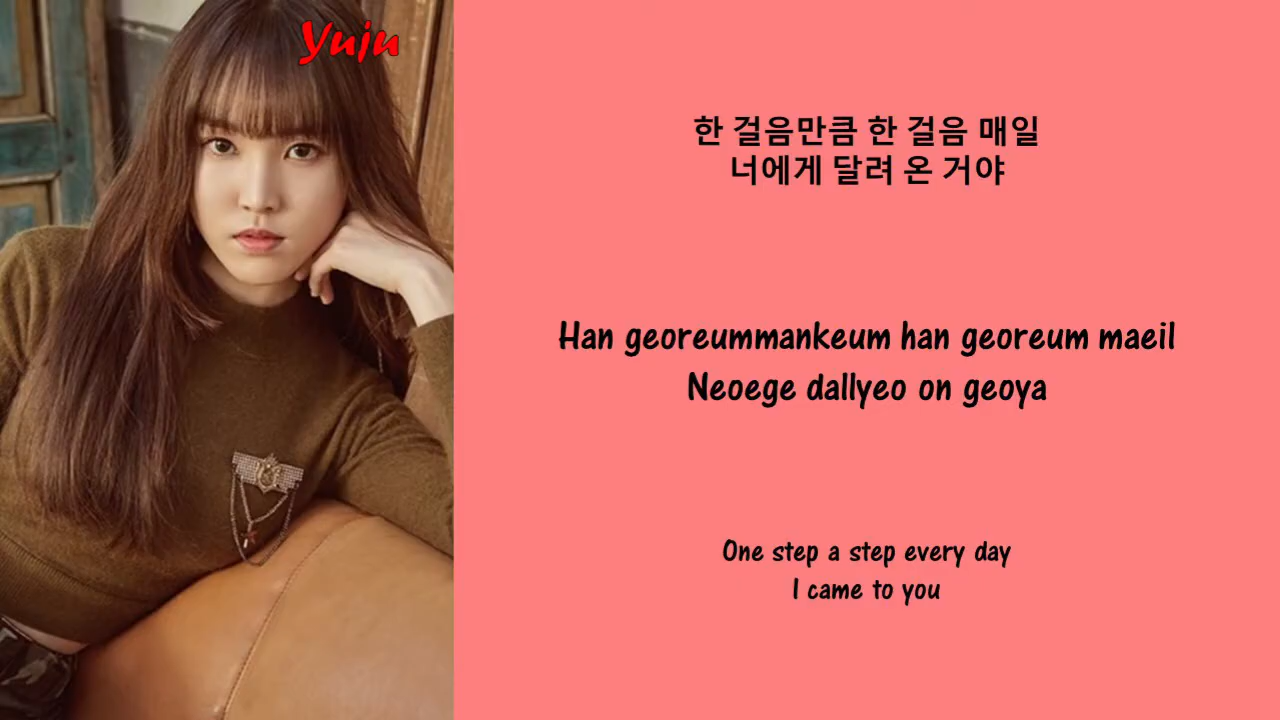 Yuju
한 걸음만큼 한 걸음 매일
너에게 달려 온 거야
Han georeummankeum han georeum maeil
Neoege dallyeo on geoya
One step a step every day
I came to you